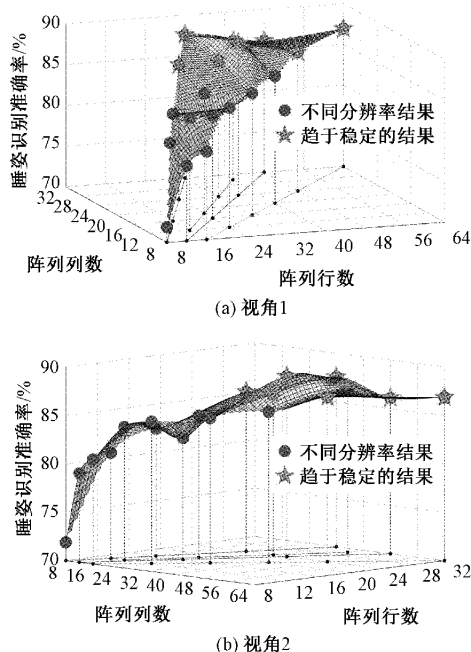 90
85
80
75
70
睡姿识别准确率/%
不同分辨率结果
趋于稳定的结果
32
28
24
20
16
12
8
阵列列数
8 16 24 32 40 48 56 64
阵列行数
(a) 视角1
90
85
80
75
70
睡姿识别准确率/%
不同分辨率结果
趋于稳定的结果
8 16 24 32 40 48 56 64
阵列列数
8 12 16 20 24 28 32
阵列行数
(b) 视角2